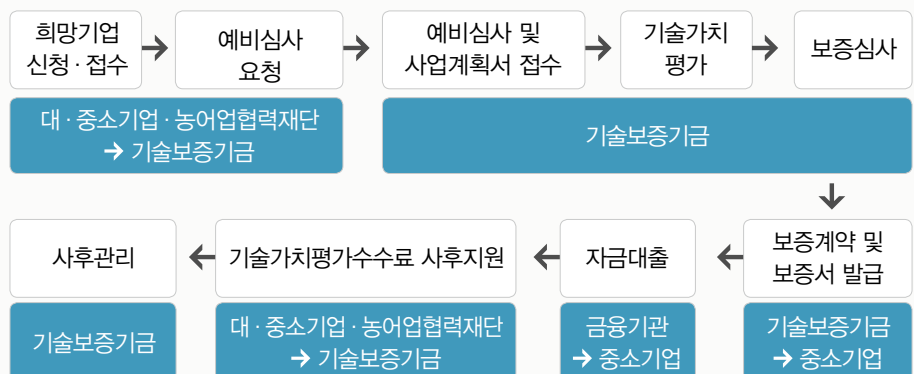 희망기업
신청 · 접수
→
예비심사
요청
→
예비심사 및
사업계획서 접수
→
기술가치
평가
→
보증심사
대 · 중소기업 · 농어업협력재단
→ 기술보증기금
기술보증기금
↓
사후관리
←
기술가치평가수수료 사후지원
←
자금대출
←
보증계약 및
보증서 발급
기술보증기금
대 · 중소기업 · 농어업협력재단
→ 기술보증기금
금융기관
→ 중소기업
기술보증기금
→ 중소기업